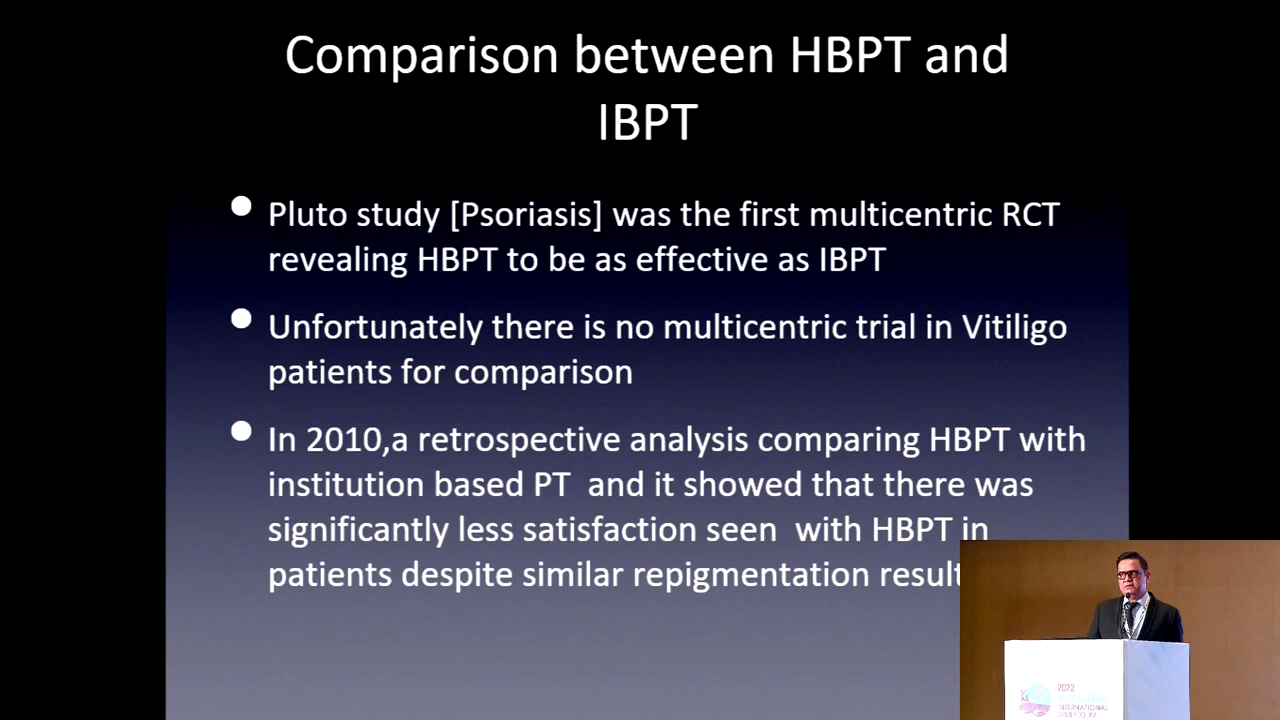 Comparison between HBPT and
IBPT
Pluto study [Psoriasis] was the first multicentric RCT
revealing HBPT to be as effective as IBPT
Unfortunately there is no multicentric trial in Vitiligo
patients for comparison
In 2010,a retrospective analysis comparing HBPT with
institution based PT and it showed that there was
significantly less satisfaction seen with HBPT in
patients despite similar repigmentation result
2022
INTERNATIONAL
SYMPOSIUM